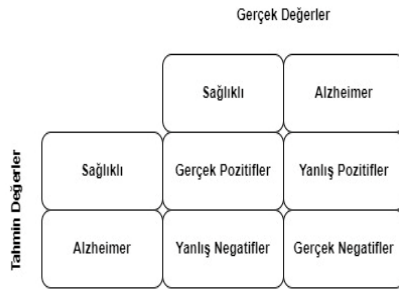 Gerçek Değerler
Sağlıklı
Alzheimer
Tahmin Değerler
Sağlıklı
Gerçek Pozitifler
Yanlış Pozitifler
Alzheimer
Yanlış Negatifler
Gerçek Negatifler